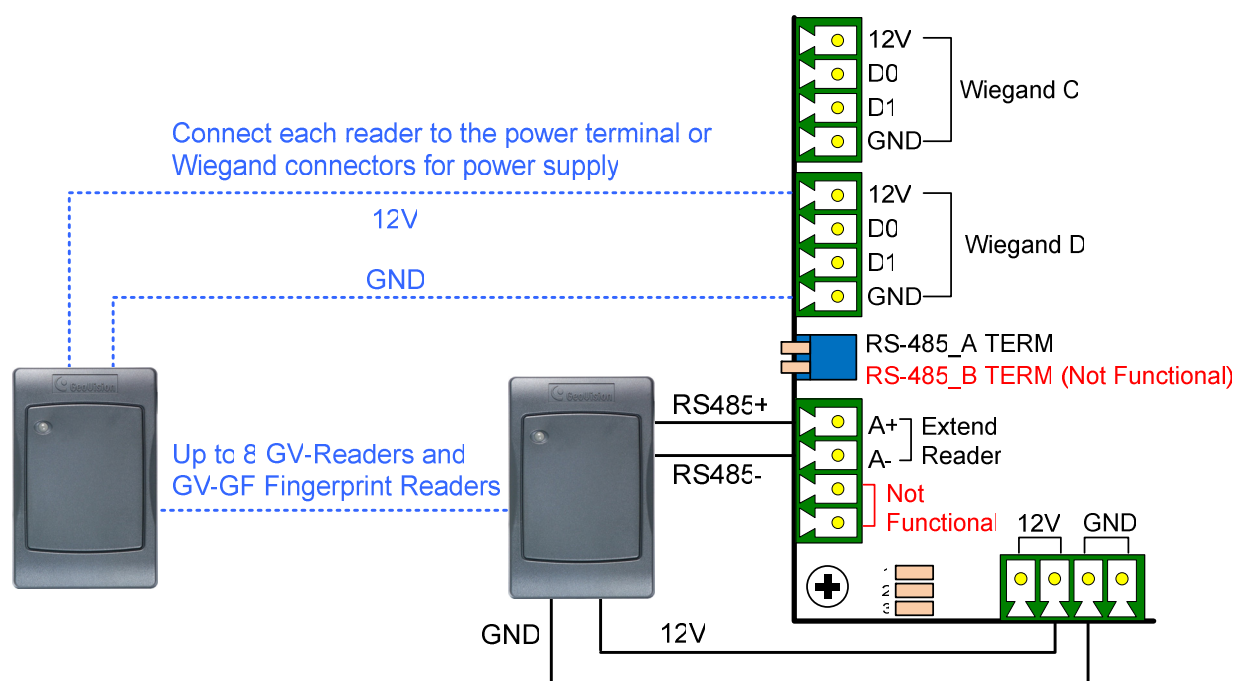 12V
D0
D1
GND
Wiegand C
Connect each reader to the power terminal or
Wiegand connectors for power supply
12V
GND
12V
D0
D1
GND
Wiegand D
RS-485_A TERM
RS-485_B TERM (Not Functional)
GeoVision
GeoVision
RS485+
RS485-
A+
A-
Extend
Reader
Not
Functional
Up to 8 GV-Readers and
GV-GF Fingerprint Readers
12V
GND
1
2
3
GND
12V